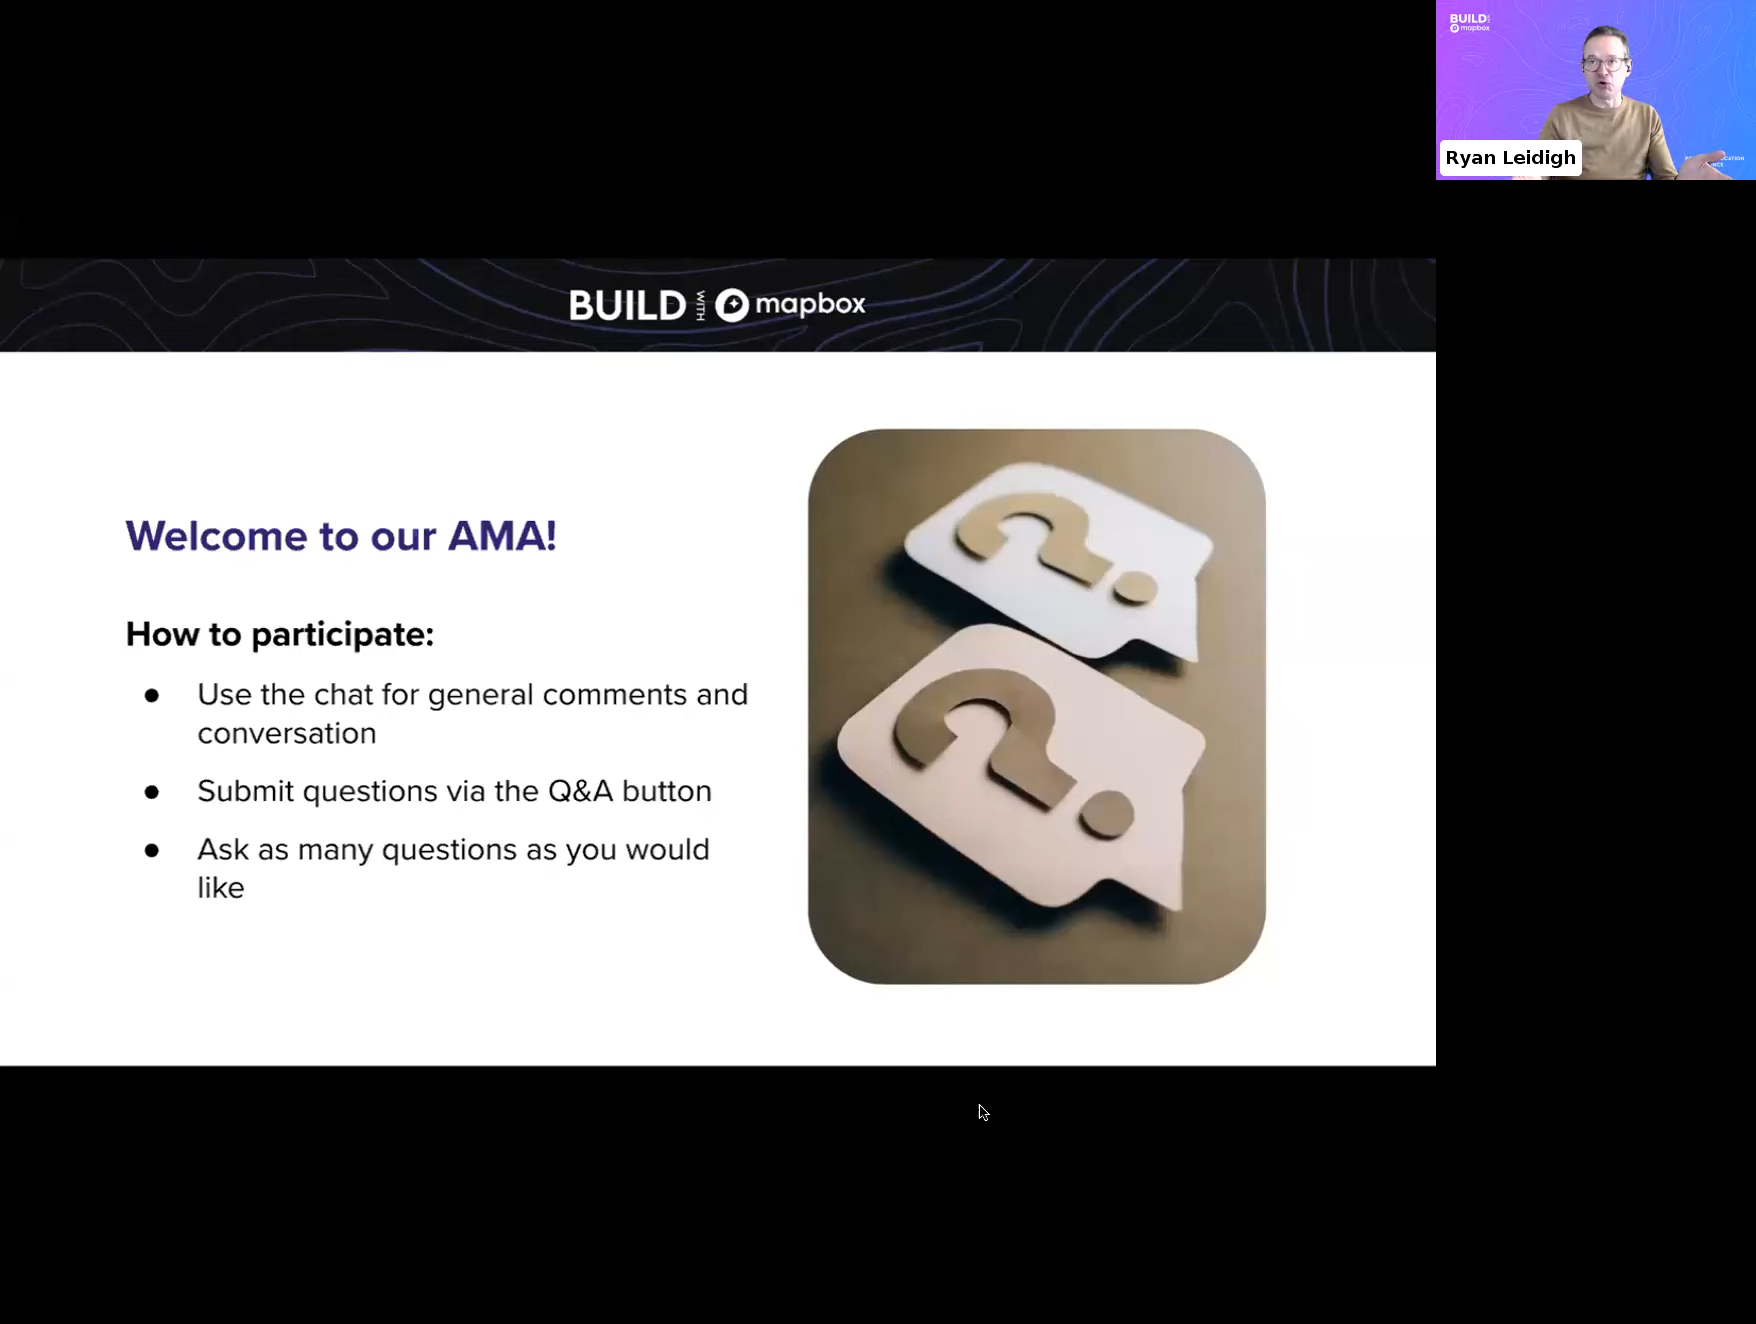 BUILD
mapbox
Ryan Leidigh
BUILD WITH mapbox
Welcome to our AMA!
How to participate:
● Use the chat for general comments and
conversation
● Submit questions via the Q&A button
● Ask as many questions as you would
like
?
?